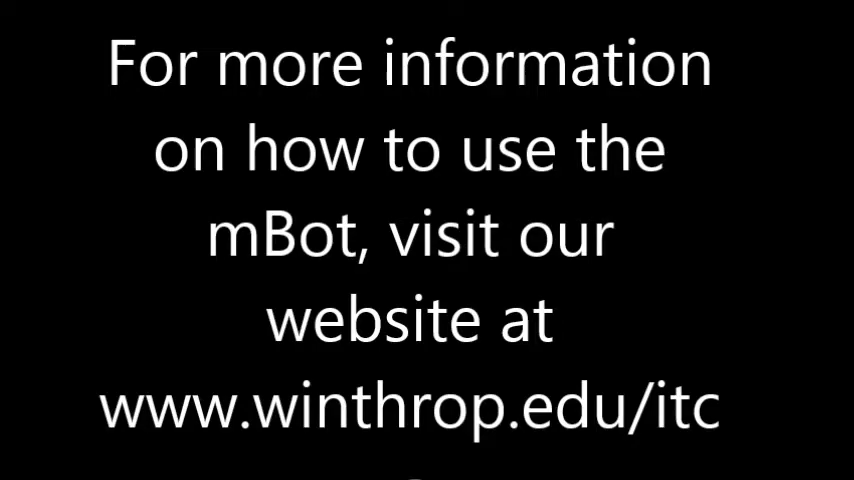 For more information
on how to use the
mBot, visit our
website at
www.winthrop.edu/itc